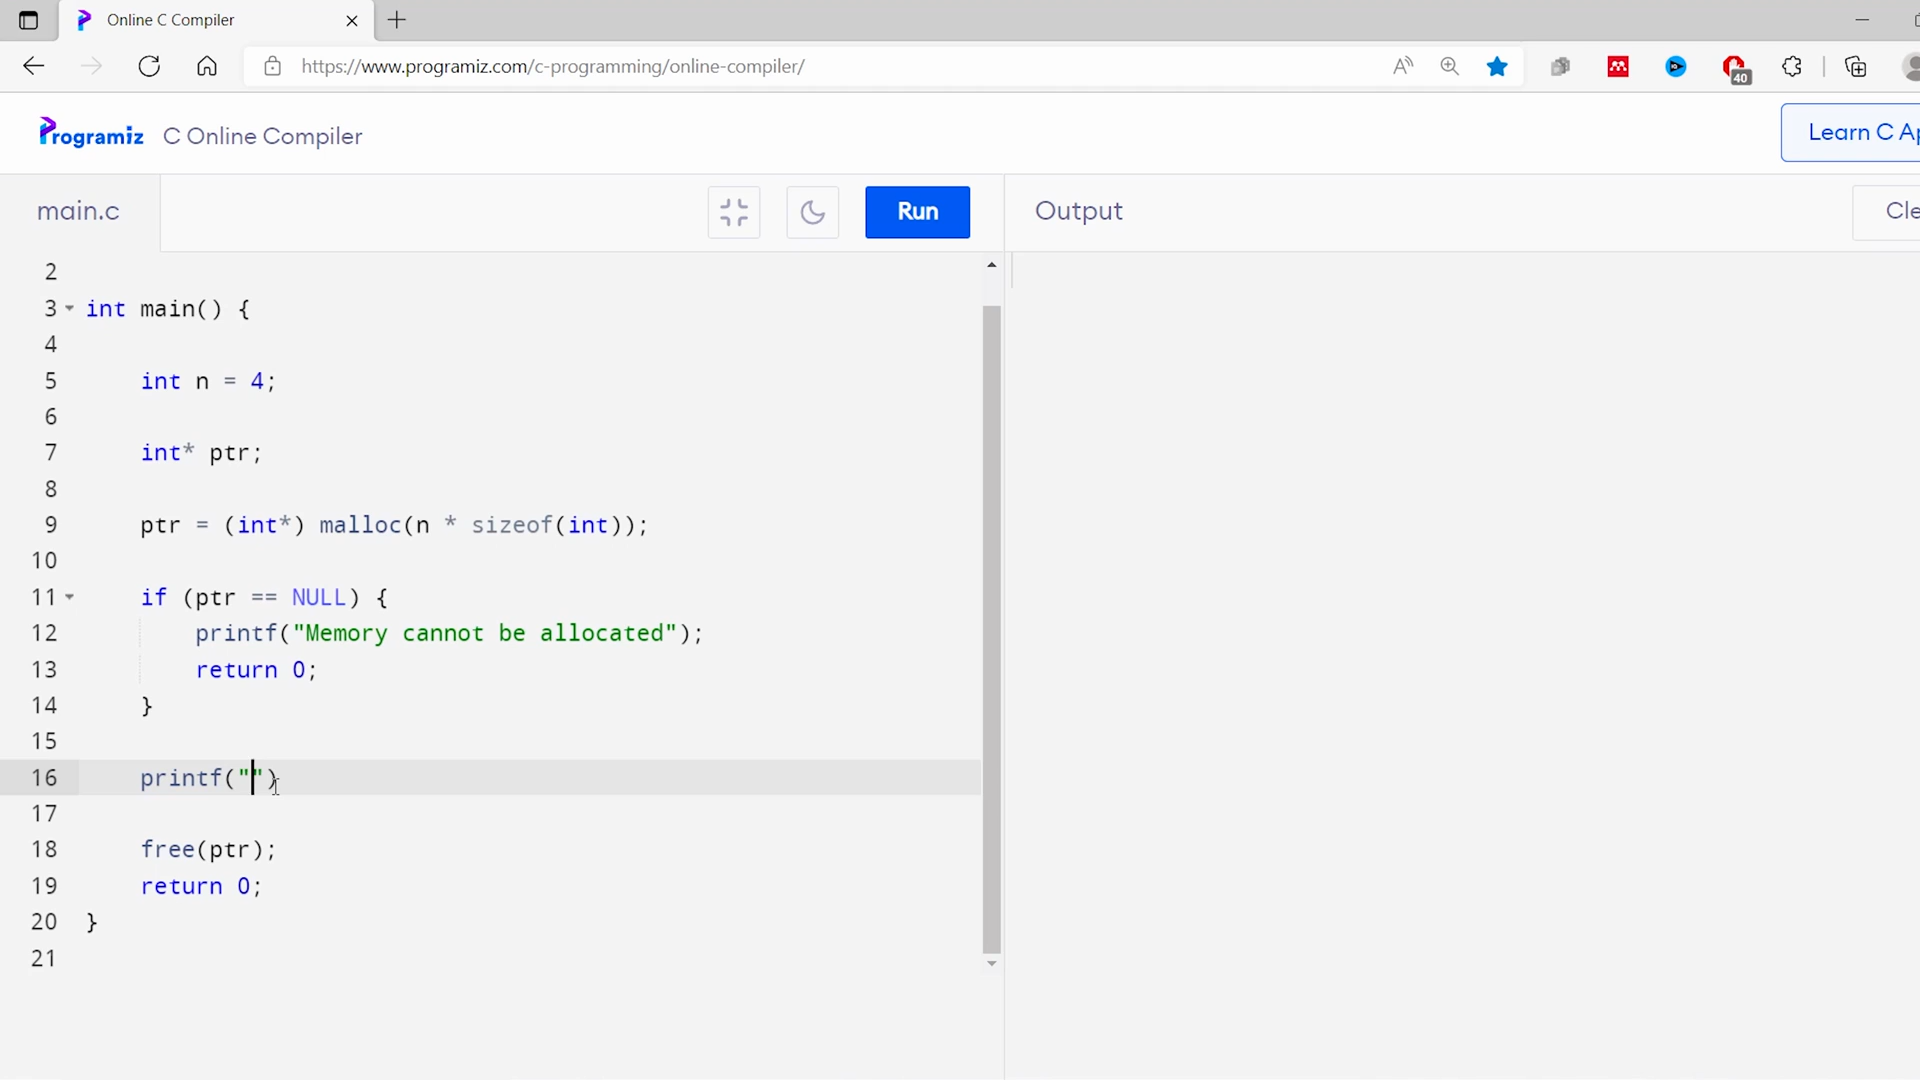 Online C Compiler
https://www.programiz.com/c-programming/online-compiler/
40
Programiz C Online Compiler
Learn C Ap
main.c
Run
Output
Cle
2
3 int main() {
4
5 int n = 4;
6
7 int* ptr;
8
9 ptr = (int*) malloc(n * sizeof(int));
10
11 if (ptr == NULL) {
12 printf("Memory cannot be allocated");
13 return 0;
14 }
15
16 printf("")
17
18 free(ptr);
19 return 0;
20 }
21